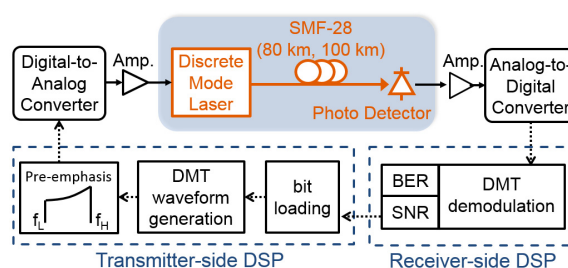 Digital-to-
Analog
Converter
Amp.
Discrete
Mode
Laser
SMF-28
(80 km, 100 km)
Photo Detector
Amp.
Analog-to-
Digital
Converter
Pre-emphasis
fL
fH
DMT
waveform
generation
bit
loading
BER
SNR
DMT
demodulation
Transmitter-side DSP
Receiver-side DSP